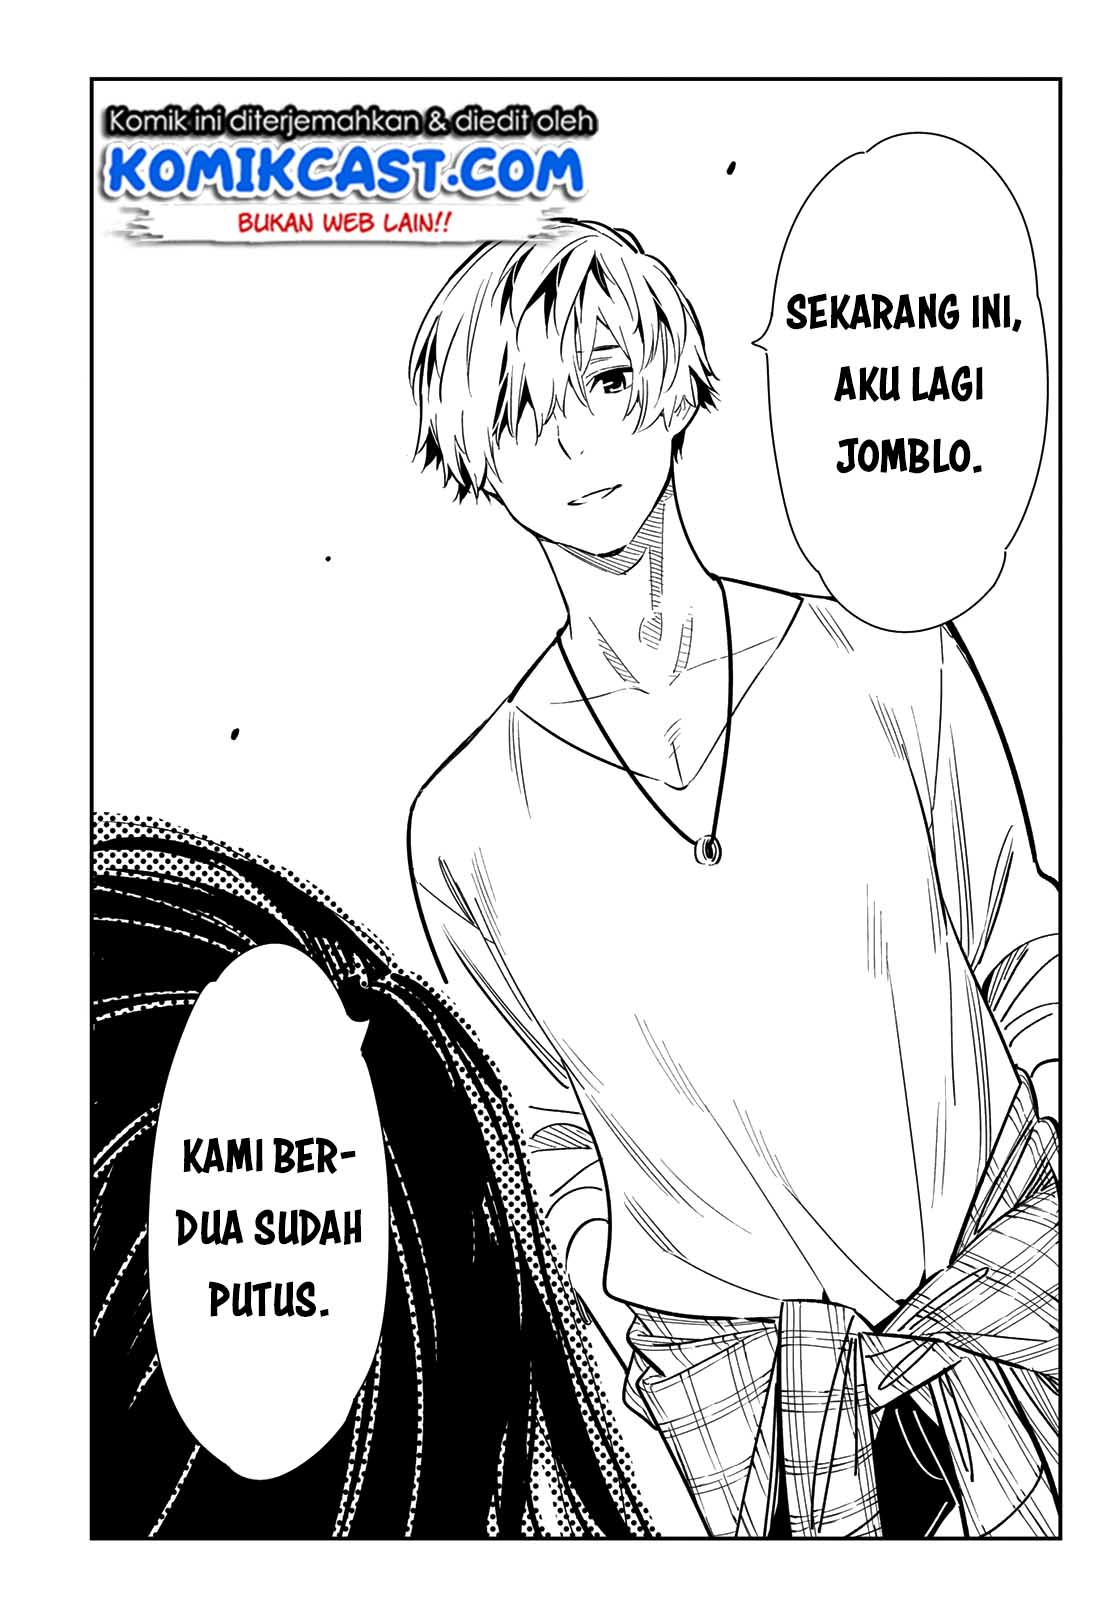 Komik ini diterjemahkan & diedit oleh
KOMIKCAST.COM
BUKAN WEB LAIN!!
SEKARANG INI,
AKU LAGI
JOMBLO.
KAMI BER-
DUA SUDAH
PUTUS.